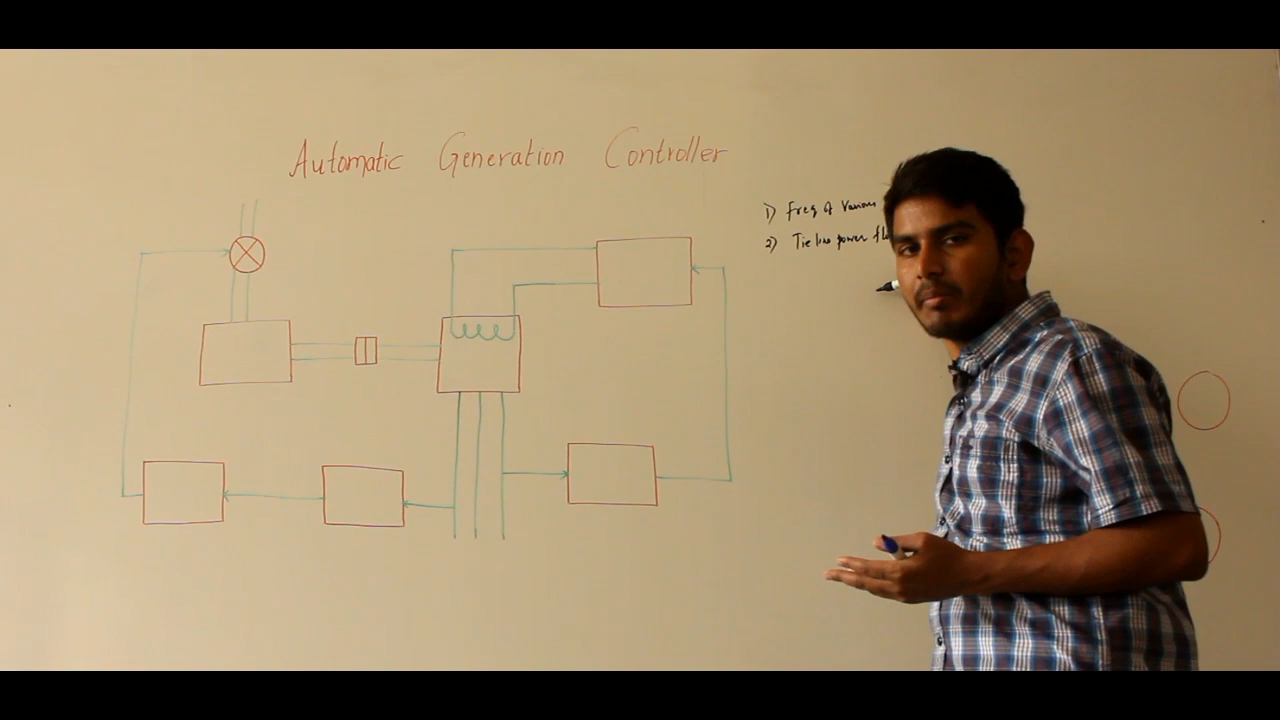 Automatic Generation Controller
1) Freq of Various
2) Tie line power